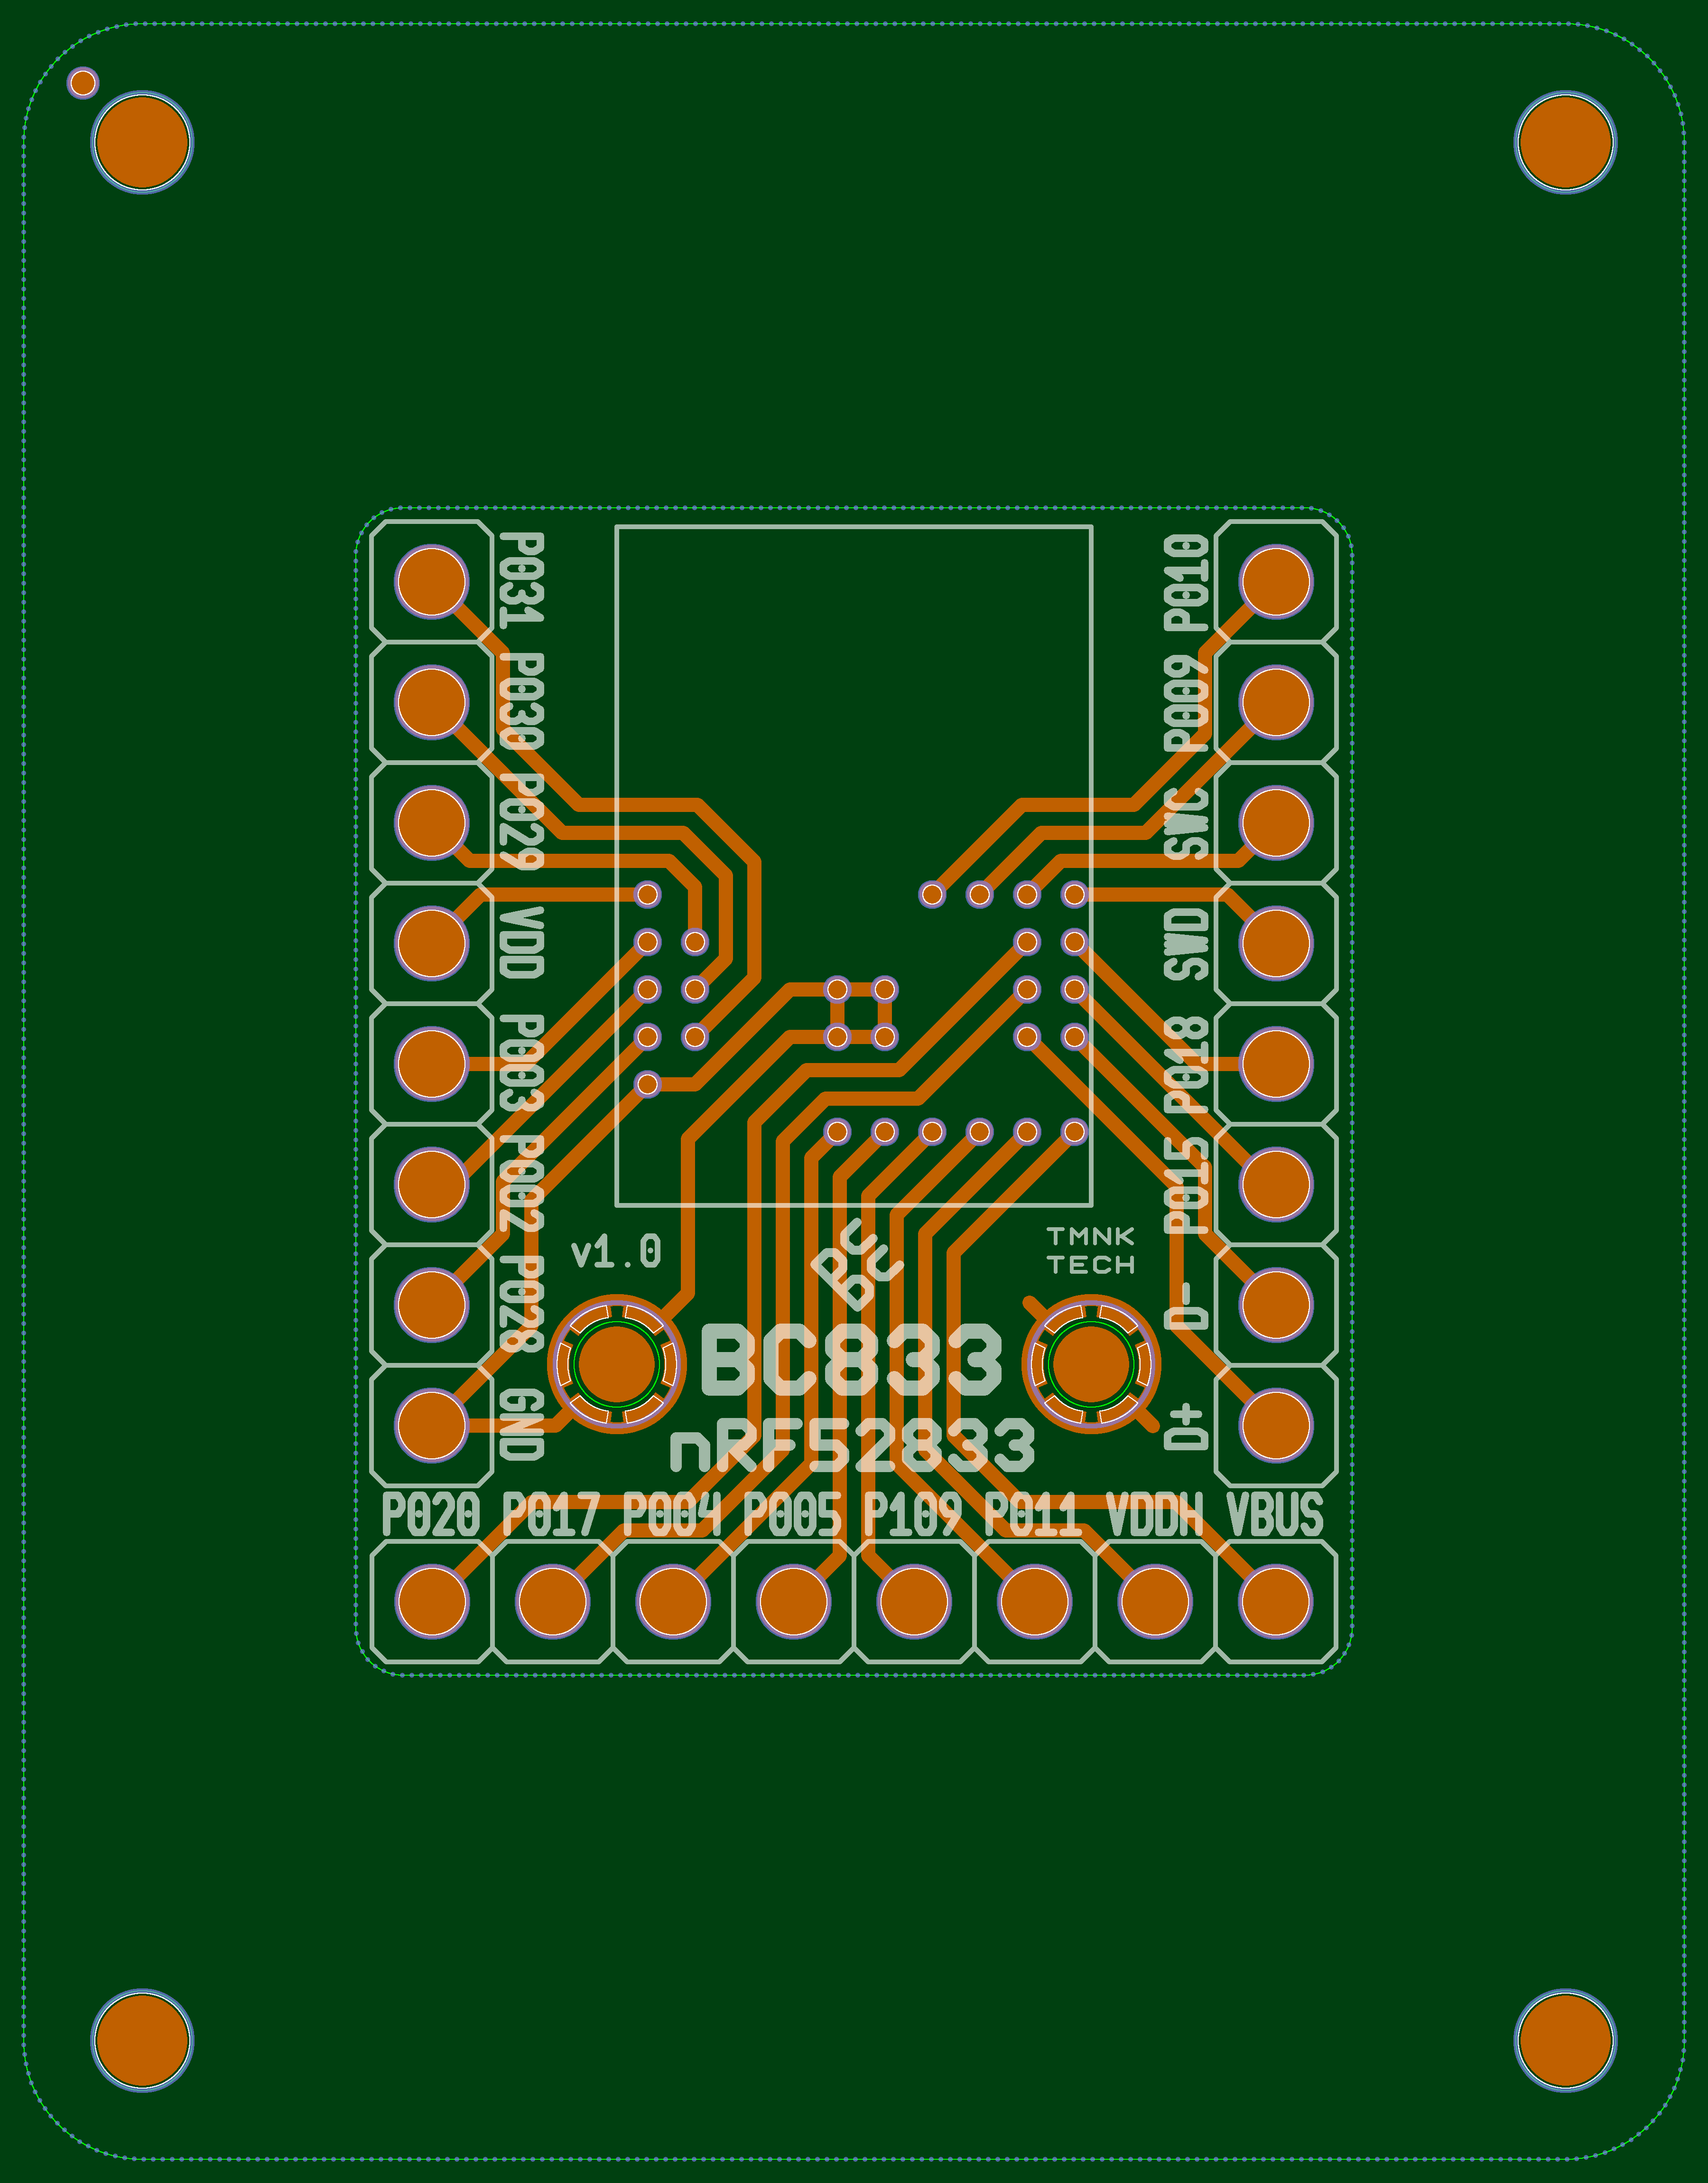 P031
P030
P029
VDD
P003
P002
P028
GND
P010
P009
SWC
SWD
P018
P015
D-
D+
v1.0
TMNK
TECH
BC
BC833
nRF52833
P020 P017 P004 P005 P109 P011 VDDH VBUS